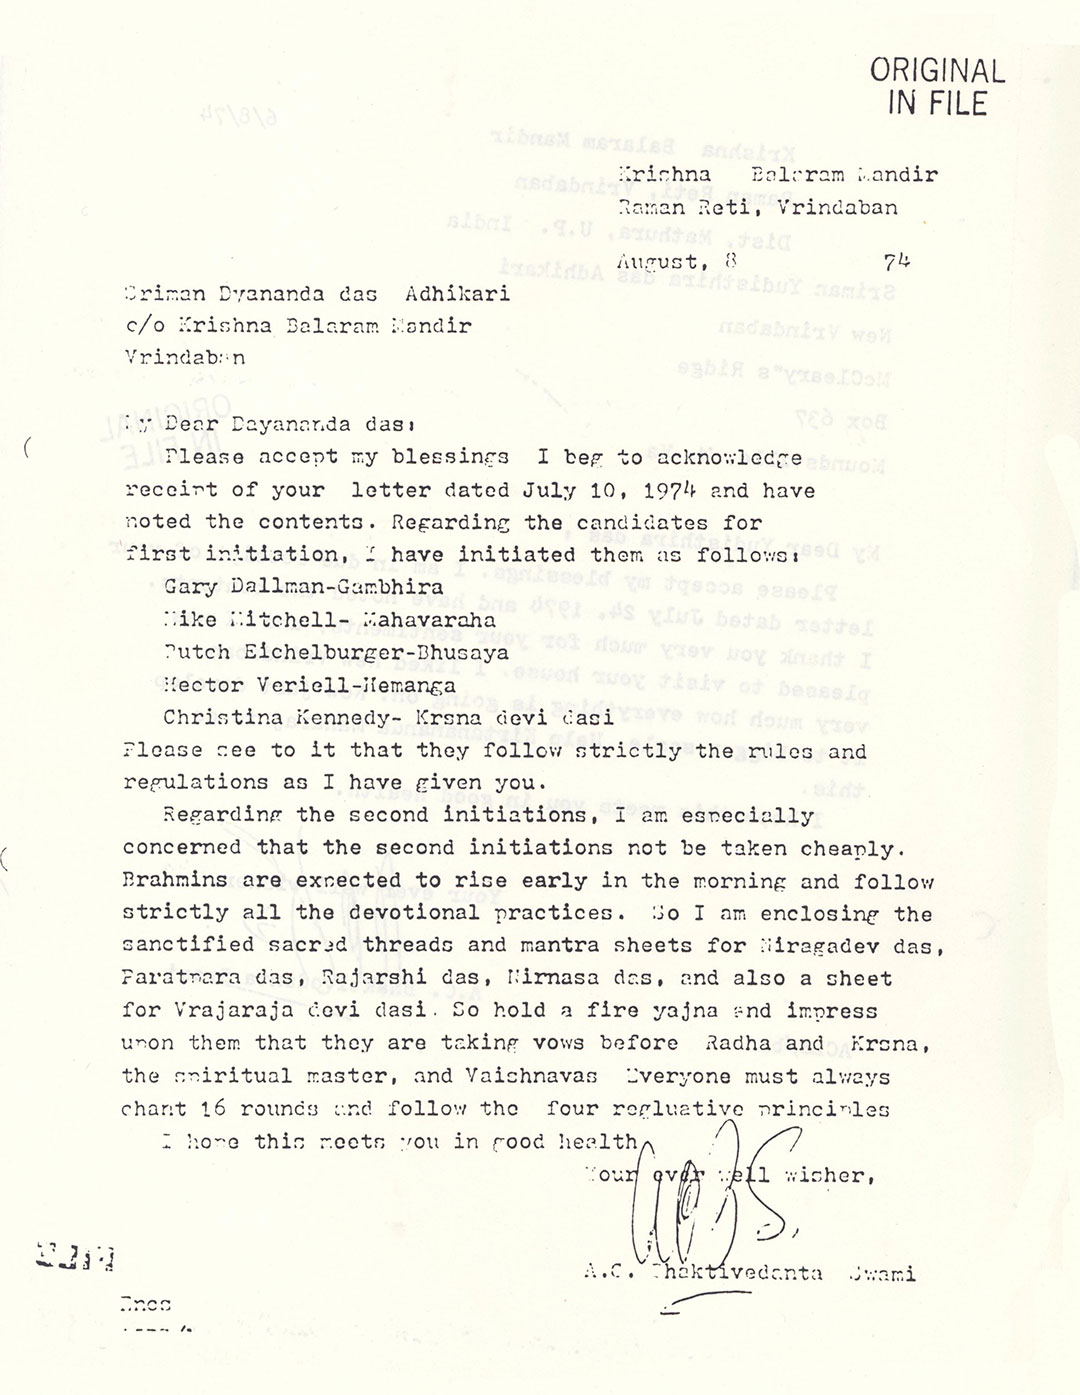 ORIGINAL
IN FILE
Krishna Balaram Mandir
Raman Reti, Vrindaban
August, 8 74
Sriman Dyananda das Adhikari
c/o Krishna Balaram Mandir
Vrindaban
My Dear Dayananda das:
Please accept my blessings I beg to acknowledge
receipt of your letter dated July 10, 1974 and have
noted the contents. Regarding the candidates for
first initiation, I have initiated them as follows:
Gary Dallman-Gambhira
Mike Mitchell- Mahavaraha
Butch Eichelburger-Bhusaya
Hector Veriell-Hemanga
Christina Kennedy- Krsna devi dasi
Please see to it that they follow strictly the rules and
regulations as I have given you.
Regarding the second initiations, I am especially
concerned that the second initiations not be taken cheaply.
Brahmins are expected to rise early in the morning and follow
strictly all the devotional practices. So I am enclosing the
sanctified sacred threads and mantra sheets for Niragadev das,
Paratpara das, Rajarshi das, Nirnasa das, and also a sheet
for Vrajaraja devi dasi. So hold a fire yajna and impress
upon them that they are taking vows before Radha and Krsna,
the spiritual master, and Vaishnavas Everyone must always
chant 16 rounds and follow the four regluative principles
I hope this meets you in good health
Your ever well wisher,
A.C. Bhaktivedanta Swami